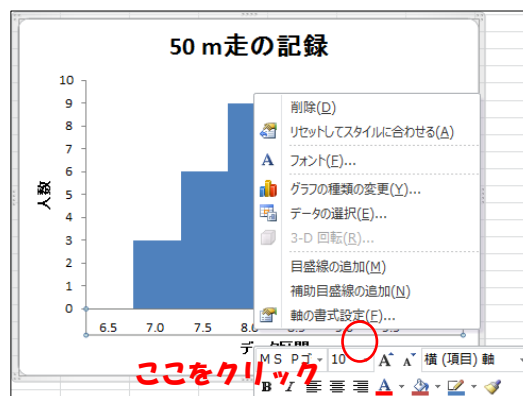 50 m走の記録
10
9
8
7
6
5
4
3
2
1
0
人数
6.5 7.0 7.5 8.0
削除(D)
リセットしてスタイルに合わせる(A)
フォント(F)...
グラフの種類の変更(Y)...
データの選択(E)...
3-D 回転(R)...
目盛線の追加(M)
補助目盛線の追加(N)
軸の書式設定(F)...
ここをクリック
MS Pゴ 10 A A 横 (項目) 軸
B I A